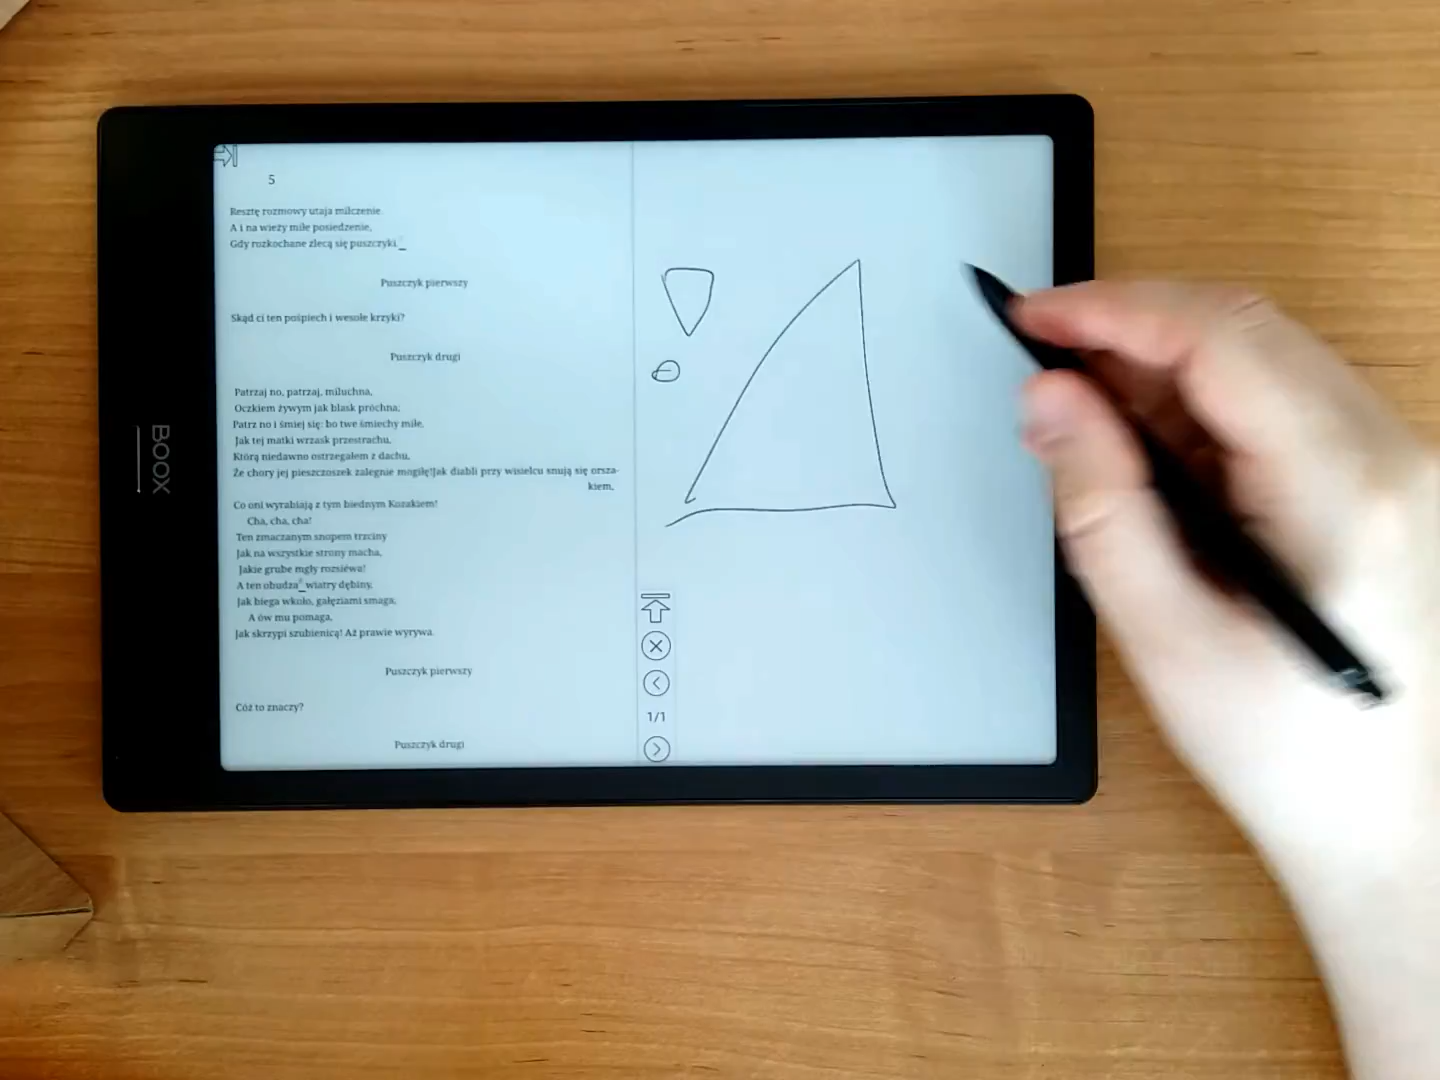 5
Resztę rozmowy utaja milczenie.
A i na wieży miłe posiedzenie,
Gdy rozkochane zlecą się puszczyki.
Puszczyk pierwszy
Skąd ci ten pośpiech i wesołe krzyki?
Puszczyk drugi
Patrzaj no, patrzaj, miluchna,
Oczkiem żywym jak blask próchna;
Patrz no i śmiej się: bo twe śmiechy miłe,
Jak tej matki wrzask przestrachu,
Którą niedawno ostrzegałem z dachu,
Że chory jej pieszczoszek zalegnie mogiłę!Jak diabli przy wisielcu snują się orsza-
kiem,
Co oni wyrabiają z tym biednym Kozakiem!
Cha, cha, cha!
Ten zmaczanym snopem trzciny
Jak na wszystkie strony macha,
Jakie grube mgły rozsiéwa!
A ten obudza wiatry dębiny,
Jak biega wkoło, gałęziami smaga,
A ów mu pomaga,
Jak skrzypi szubienicą! Aż prawie wyrywa.
Puszczyk pierwszy
Cóż to znaczy?
Puszczyk drugi
1/1
BOOX